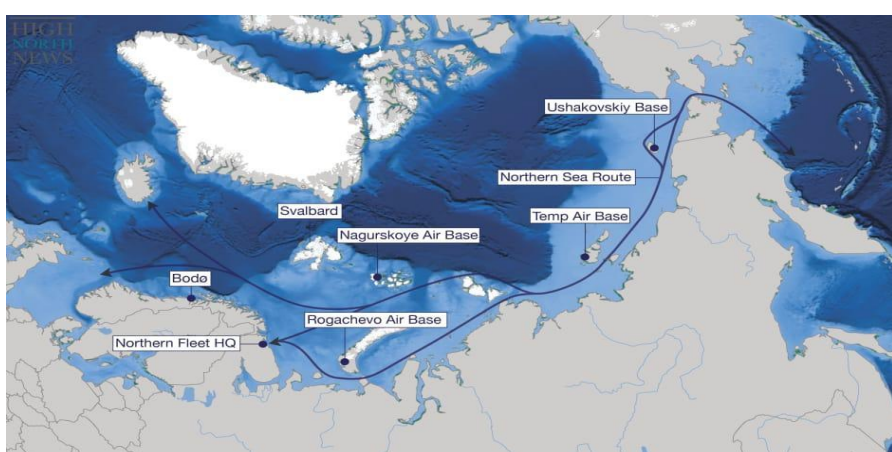 HIGH
NORTH
NEWS
Ushakovskiy Base
Northern Sea Route
Svalbard
Temp Air Base
Nagurskoye Air Base
Bodø
Rogachevo Air Base
Northern Fleet HQ